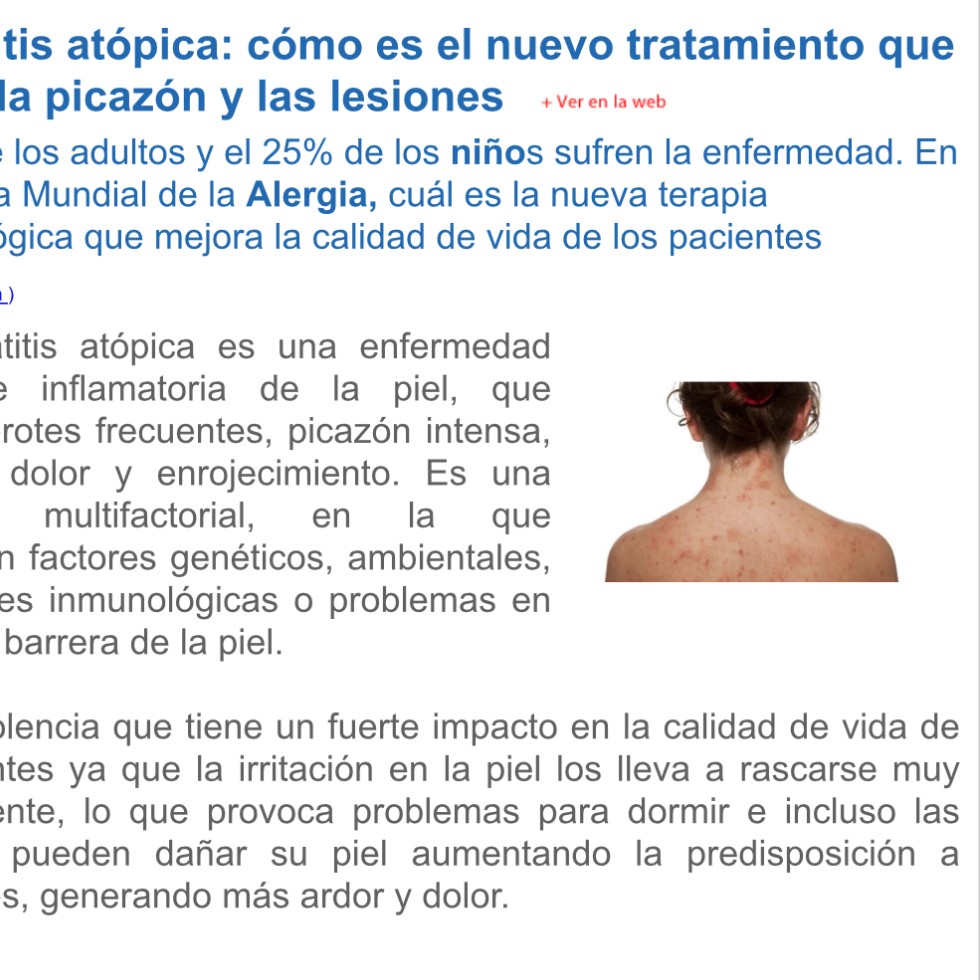 tis atópica: cómo es el nuevo tratamiento que
la picazón y las lesiones + Ver en la web
los adultos y el 25% de los niños sufren la enfermedad. En
a Mundial de la Alergia, cuál es la nueva terapia
ógica que mejora la calidad de vida de los pacientes
)
titis atópica es una enfermedad
e inflamatoria de la piel, que
rotes frecuentes, picazón intensa,
dolor y enrojecimiento. Es una
multifactorial, en la que
n factores genéticos, ambientales,
es inmunológicas o problemas en
barrera de la piel.
olencia que tiene un fuerte impacto en la calidad de vida de
ntes ya que la irritación en la piel los lleva a rascarse muy
ente, lo que provoca problemas para dormir e incluso las
pueden dañar su piel aumentando la predisposición a
s, generando más ardor y dolor.